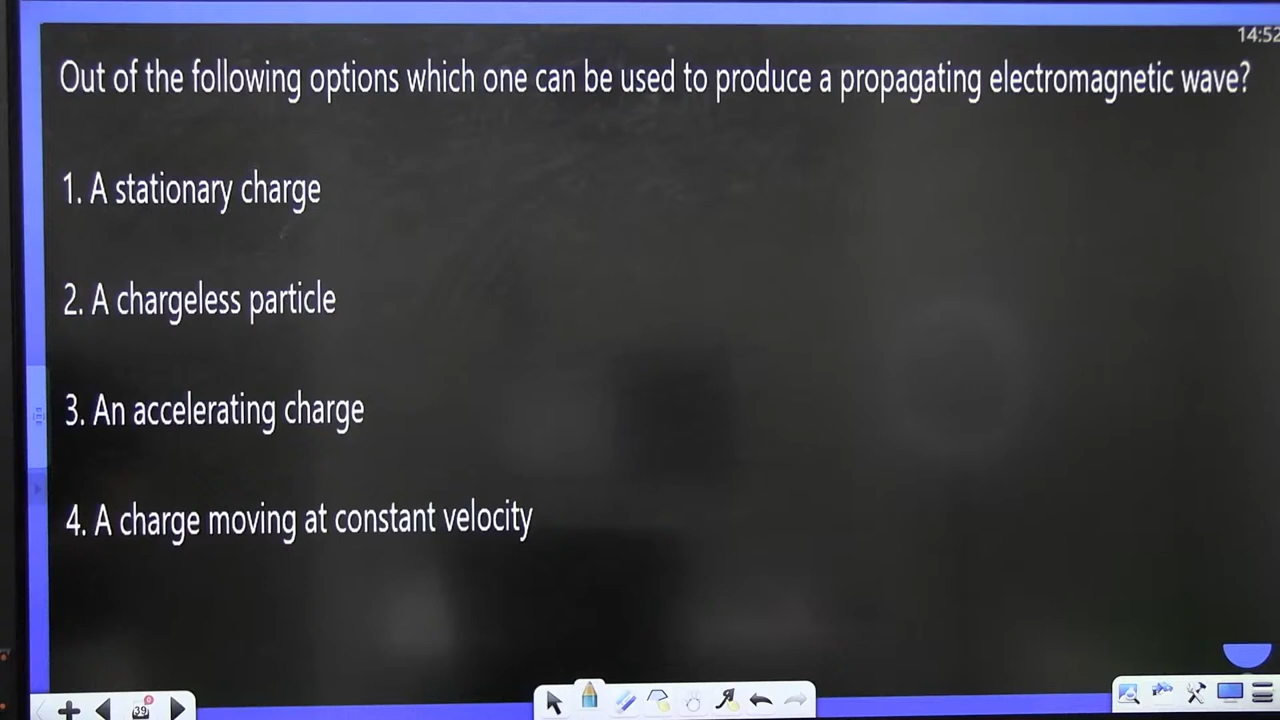 14:52
Out of the following options which one can be used to produce a propagating electromagnetic wave?
1. A stationary charge
2. A chargeless particle
3. An accelerating charge
4. A charge moving at constant velocity
39